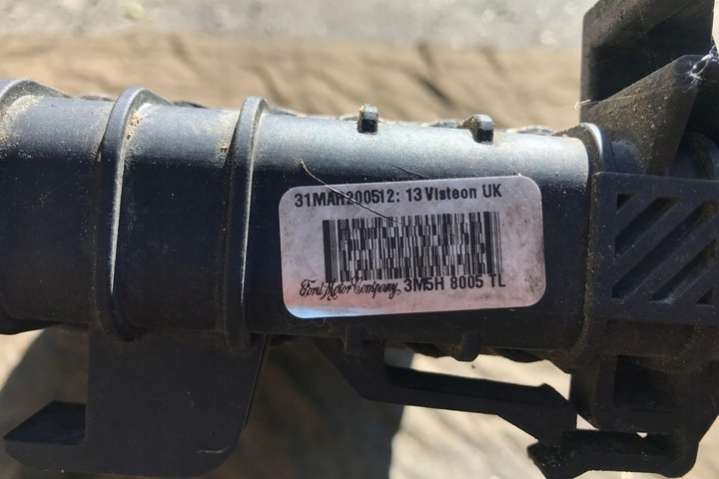 31MAR200512: 13 Visteon UK
Ford Motor Company, 3M5H 8005 TL